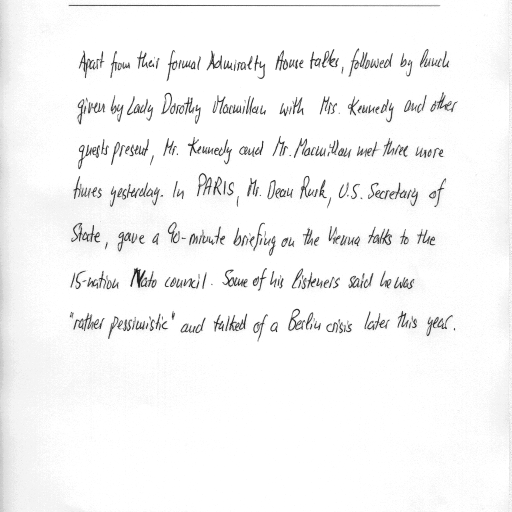 Apart from their formal Admiralty House talks, followed by lunch
given by Lady Dorothy Macmillan with Mrs. Kennedy and other
guests present, Mr. Kennedy and Mr. Macmillan met three more
times yesterday. In PARIS, Mr. Dean Rusk, U.S. Secretary of
State, gave a 90-minute briefing on the Vienna talks to the
15-nation Nato council. Some of his listeners said he was
"rather pessimistic" and talked of a Berlin crisis later this year.